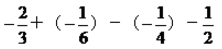 -2/3 + (-1/6) - (-1/4) - 1/2